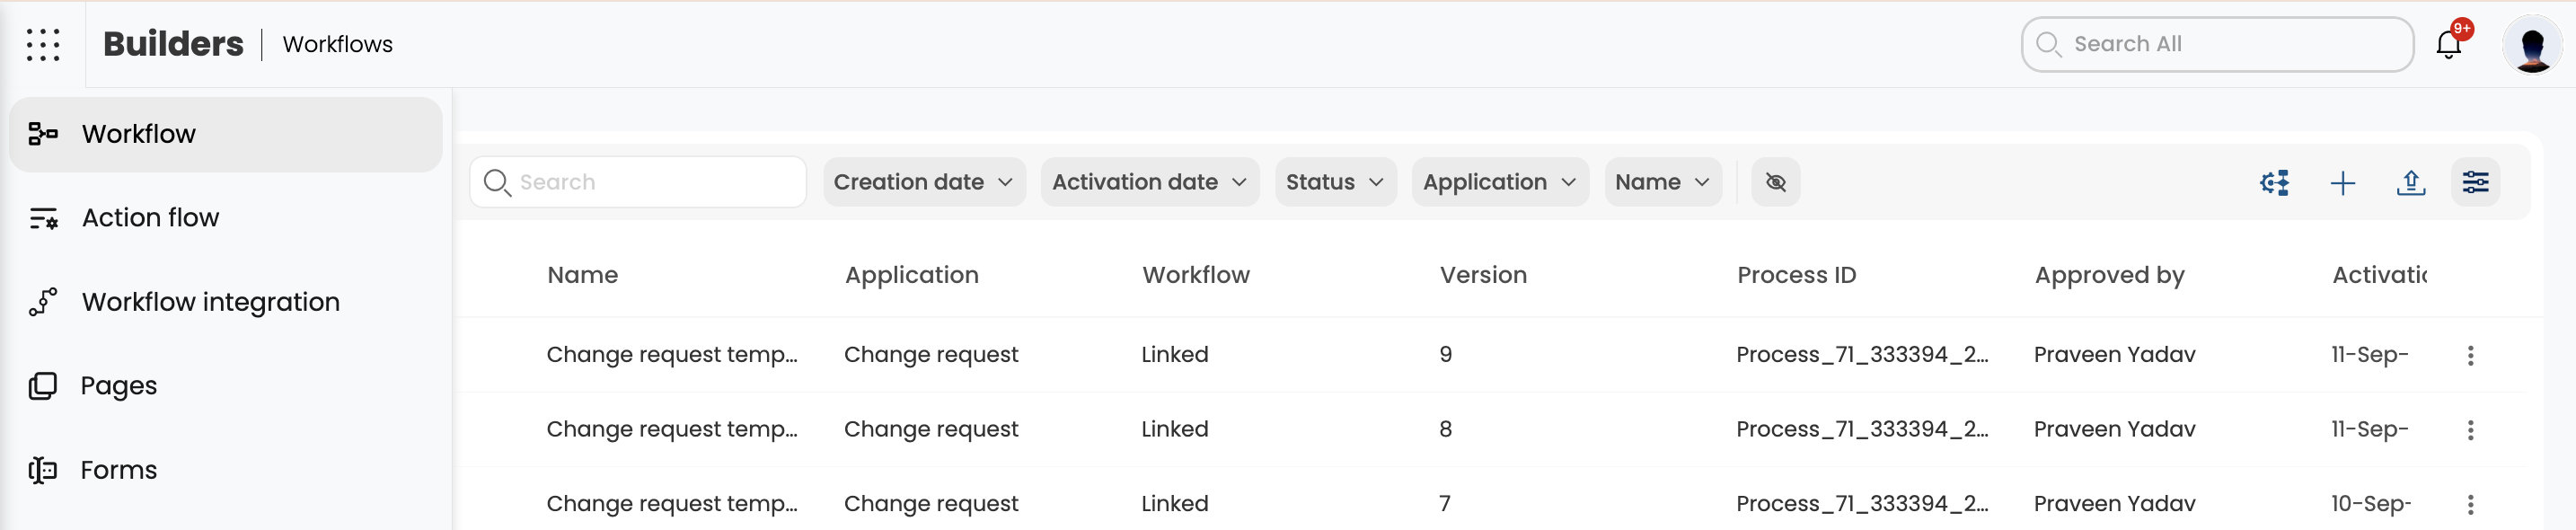 Builders | Workflows
Search All
9+
Workflow
Action flow
Workflow integration
Pages
Forms
Search
Creation date
Activation date
Status
Application
Name
Name Application Workflow Version Process ID Approved by Activatic
Change request temp... Change request Linked 9 Process_71_333394_2... Praveen Yadav 11-Sep-
Change request temp... Change request Linked 8 Process_71_333394_2... Praveen Yadav 11-Sep-
Change request temp... Change request Linked 7 Process_71_333394_2... Praveen Yadav 10-Sep-